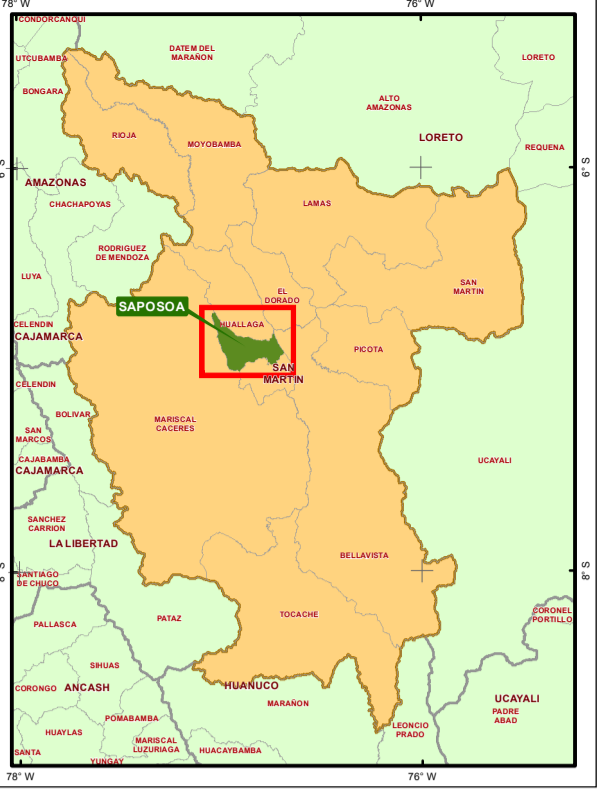 78° W
76° W
CONDORCANQUI
DATEM DEL
MARAÑON
LORETO
UTCUBAMBA
BONGARA
ALTO
AMAZONAS
RIOJA
MOYOBAMBA
LORETO
REQUENA
6° S
AMAZONAS
CHACHAPOYAS
LAMAS
RODRIGUEZ
DE MENDOZA
LUYA
SAN
MARTIN
EL
DORADO
SAPOSOA
HUALLAGA
CELENDIN
CAJAMARCA
PICOTA
SAN
MARTIN
CELENDIN
BOLIVAR
MARISCAL
CACERES
SAN
MARCOS
CAJABAMBA
CAJAMARCA
UCAYALI
SANCHEZ
CARRION
LA LIBERTAD
BELLAVISTA
8° S
SANTIAGO
DE CHUCO
PALLASCA
PATAZ
TOCACHE
CORONEL
PORTILLO
SIHUAS
CORONGO
ANCASH
HUANUCO
MARAÑON
UCAYALI
PADRE
ABAD
POMABAMBA
HUAYLAS
MARISCAL
LUZURIAGA
HUACAYBAMBA
LEONCIO
PRADO
SANTA
YUNGAY
78° W
76° W